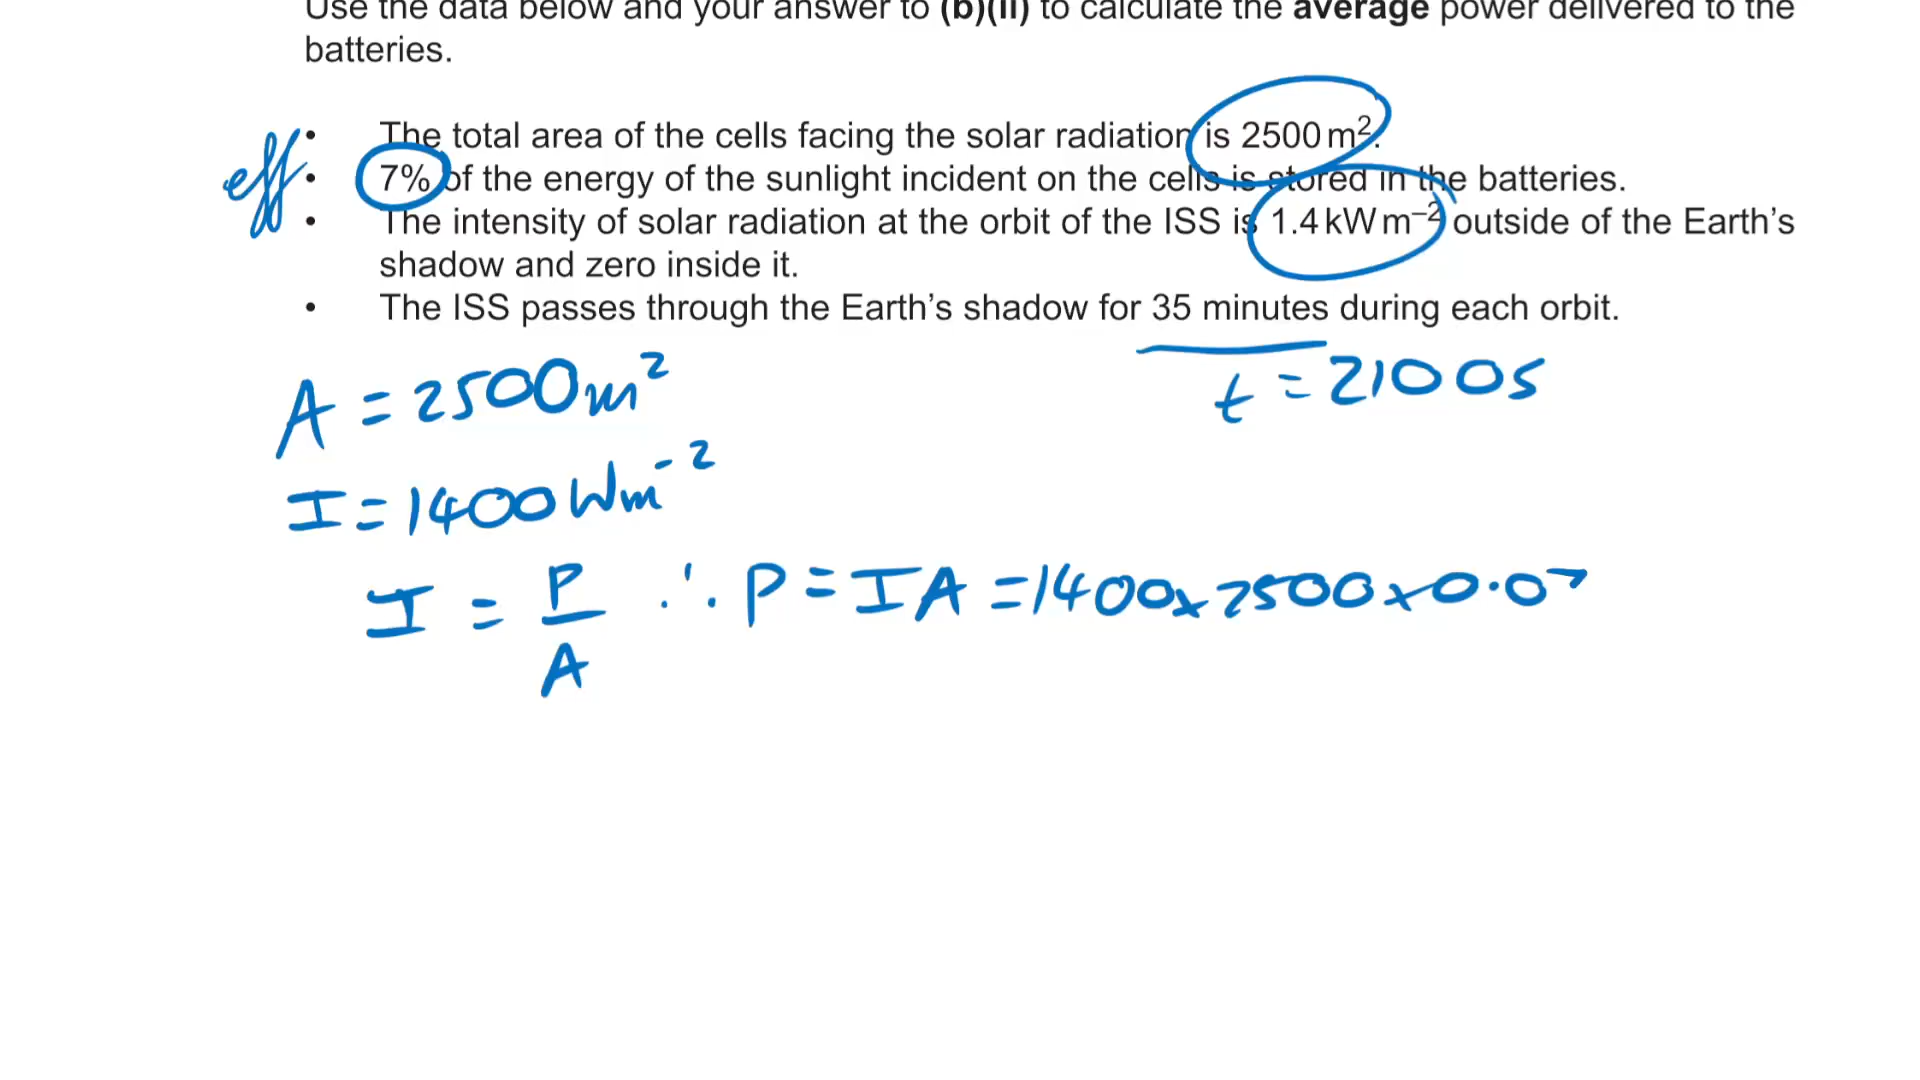 Use the data below and your answer to (b)(ii) to calculate the average power delivered to the
batteries.
• The total area of the cells facing the solar radiation is 2500 m².
eff • 7% of the energy of the sunlight incident on the cells is stored in the batteries.
• The intensity of solar radiation at the orbit of the ISS is 1.4 kW m⁻² outside of the Earth's
shadow and zero inside it.
• The ISS passes through the Earth's shadow for 35 minutes during each orbit.
A = 2500m²
t = 2100s
I = 1400 Wm⁻²
I = P/A ∴ P = IA = 1400 x 2500 x 0.07